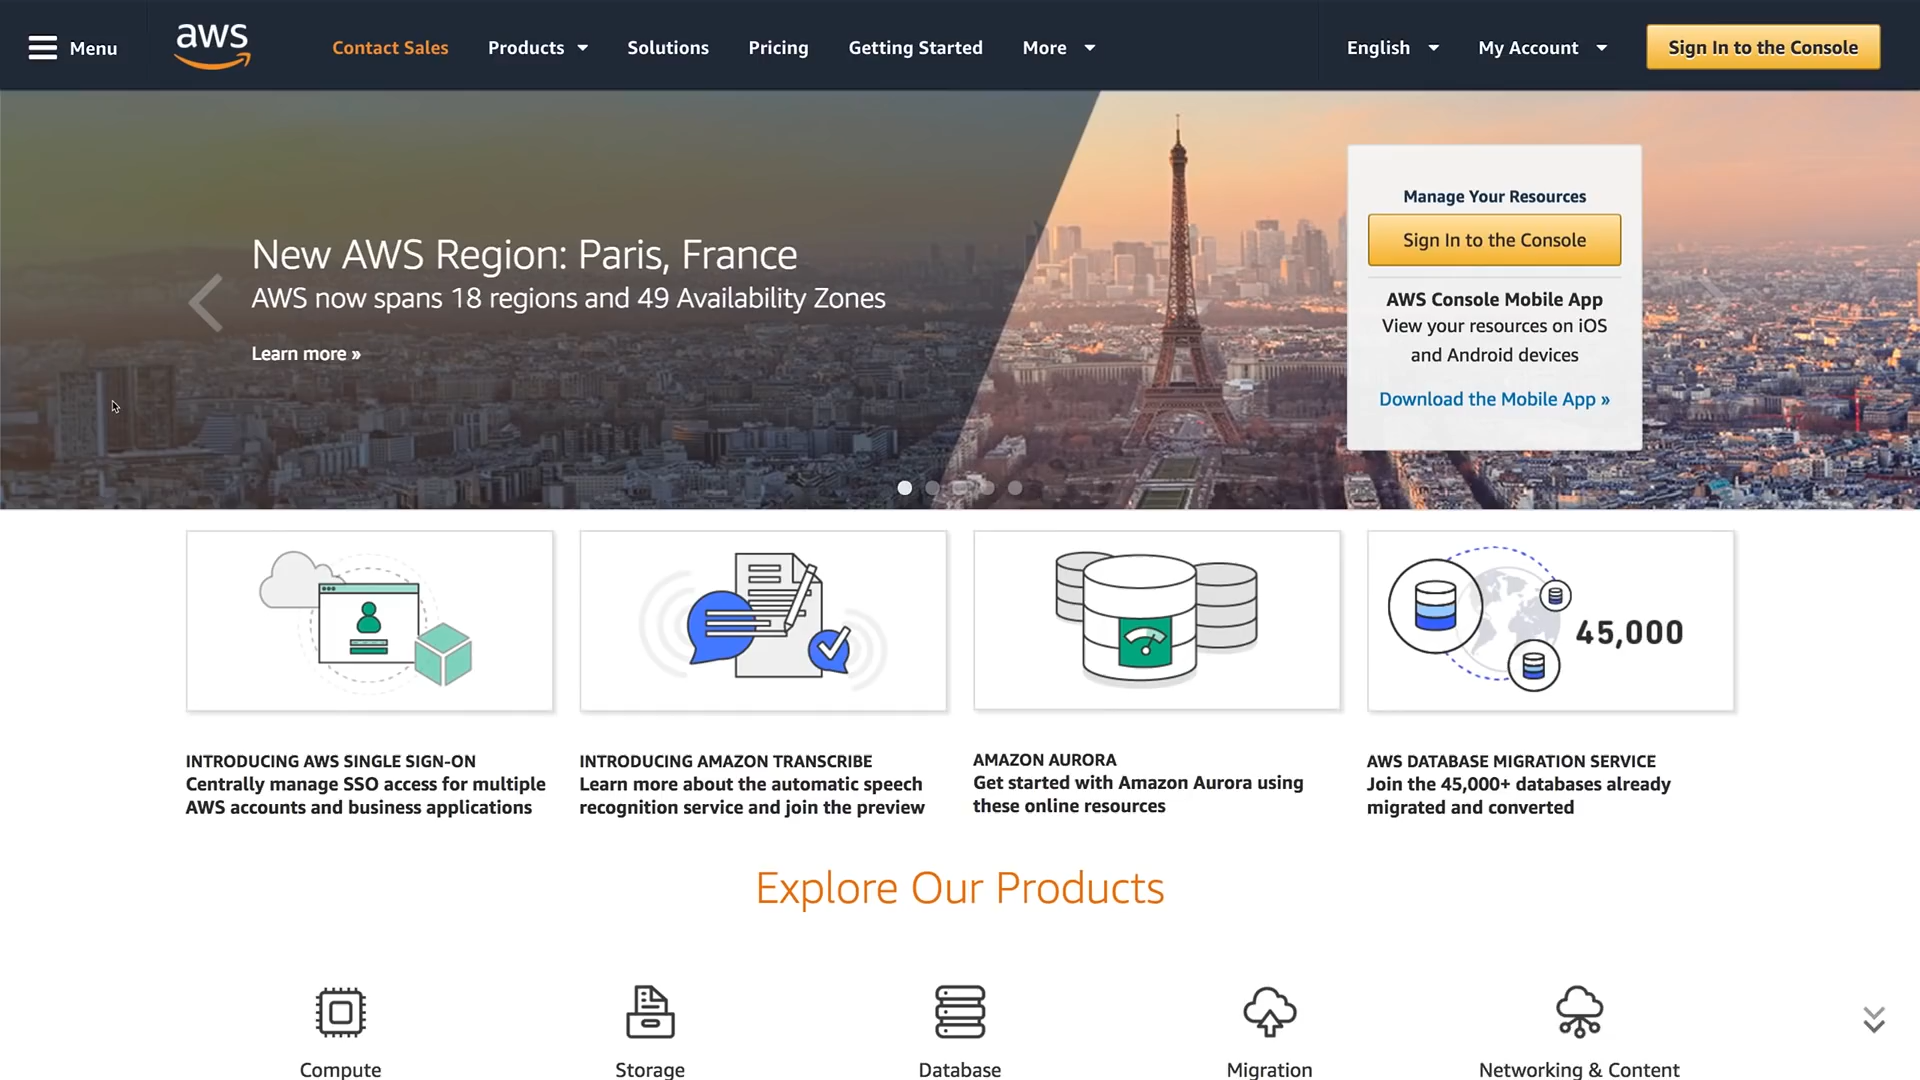 Menu
aws
Contact Sales
Products
Solutions
Pricing
Getting Started
More
English
My Account
Sign In to the Console
New AWS Region: Paris, France
AWS now spans 18 regions and 49 Availability Zones
Learn more »
Manage Your Resources
Sign In to the Console
AWS Console Mobile App
View your resources on iOS
and Android devices
Download the Mobile App »
45,000
INTRODUCING AWS SINGLE SIGN-ON
Centrally manage SSO access for multiple
AWS accounts and business applications
INTRODUCING AMAZON TRANSCRIBE
Learn more about the automatic speech
recognition service and join the preview
AMAZON AURORA
Get started with Amazon Aurora using
these online resources
AWS DATABASE MIGRATION SERVICE
Join the 45,000+ databases already
migrated and converted
Explore Our Products
Compute
Storage
Database
Migration
Networking & Content